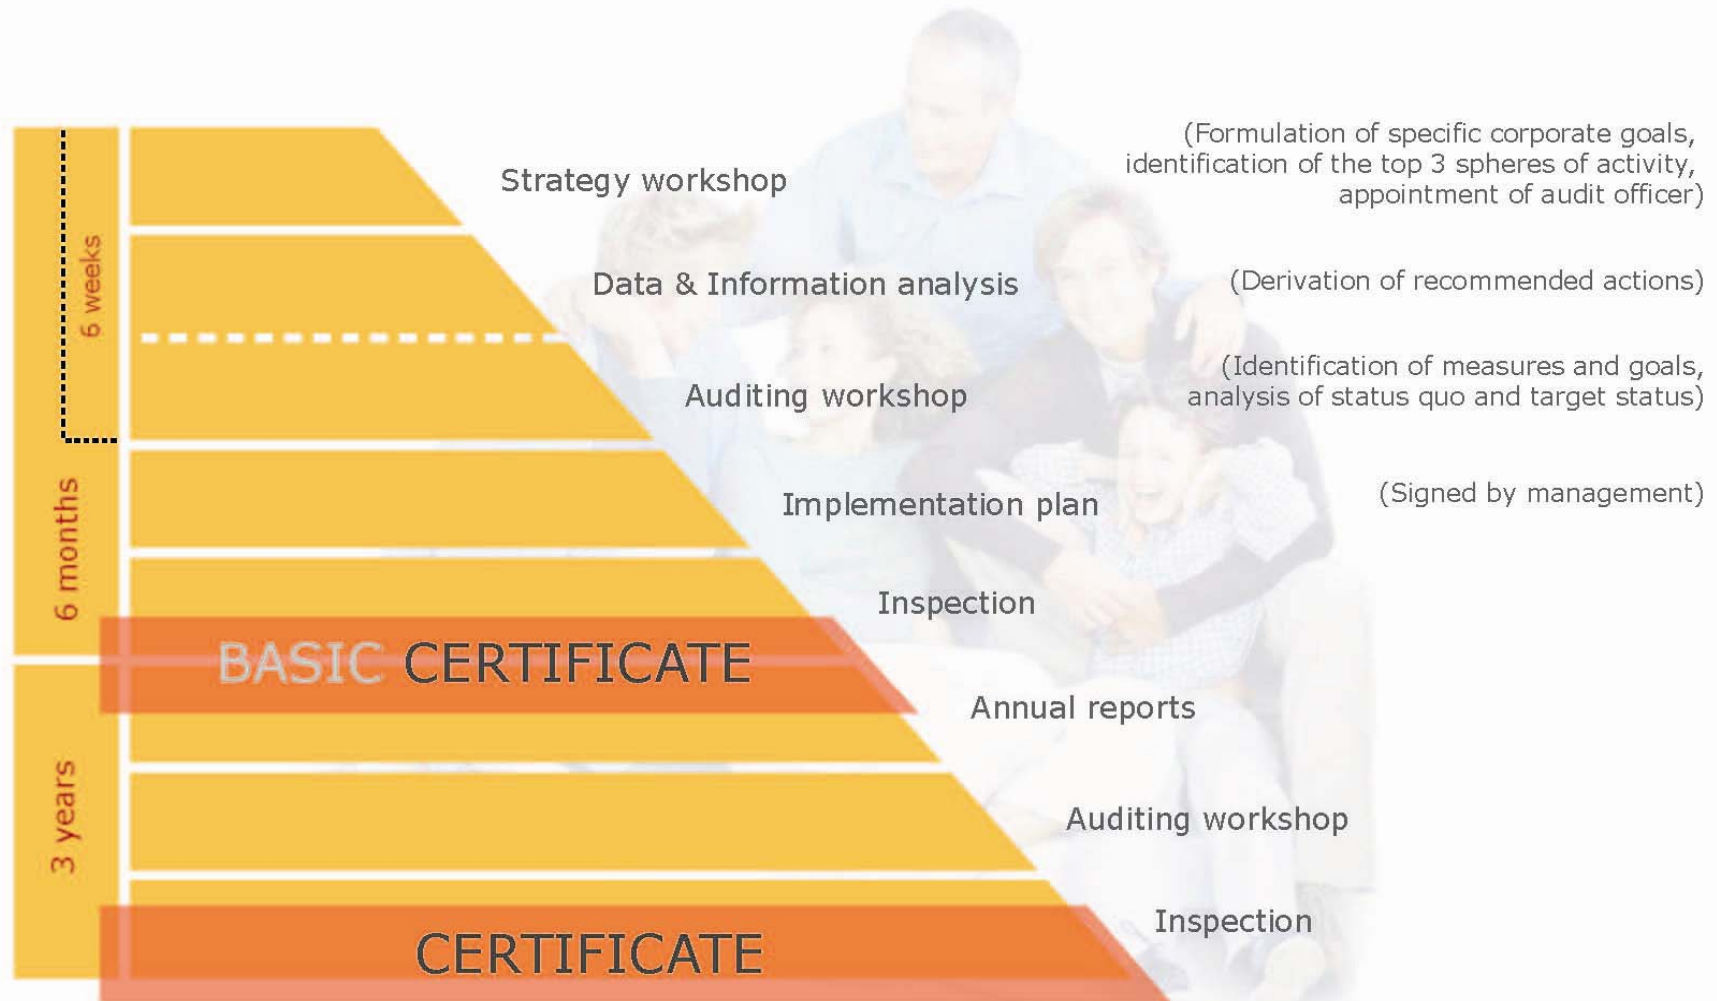 Strategy workshop
(Formulation of specific corporate goals,
identification of the top 3 spheres of activity,
appointment of audit officer)
6 weeks
Data & Information analysis
(Derivation of recommended actions)
Auditing workshop
(Identification of measures and goals,
analysis of status quo and target status)
6 months
Implementation plan
(Signed by management)
Inspection
BASIC CERTIFICATE
Annual reports
3 years
Auditing workshop
Inspection
CERTIFICATE